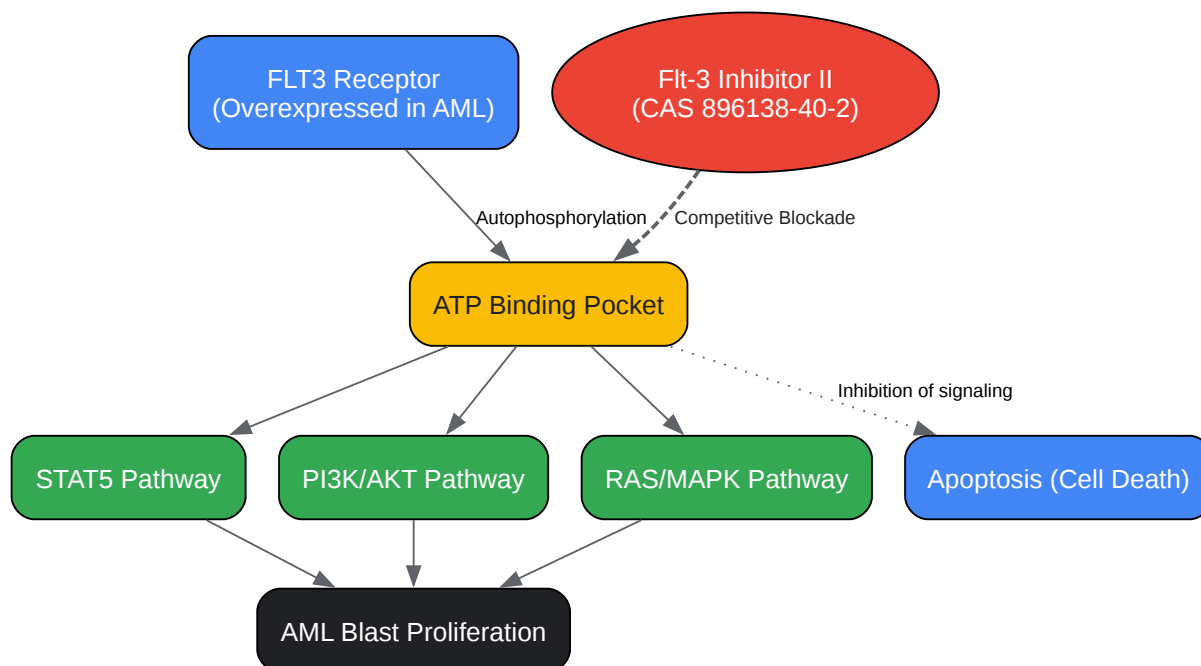 FLT3 Receptor
(Overexpressed in AML)
Flt-3 Inhibitor II
(CAS 896138-40-2)
Autophosphorylation
Competitive Blockade
ATP Binding Pocket
Inhibition of signaling
STAT5 Pathway
PI3K/AKT Pathway
RAS/MAPK Pathway
Apoptosis (Cell Death)
AML Blast Proliferation